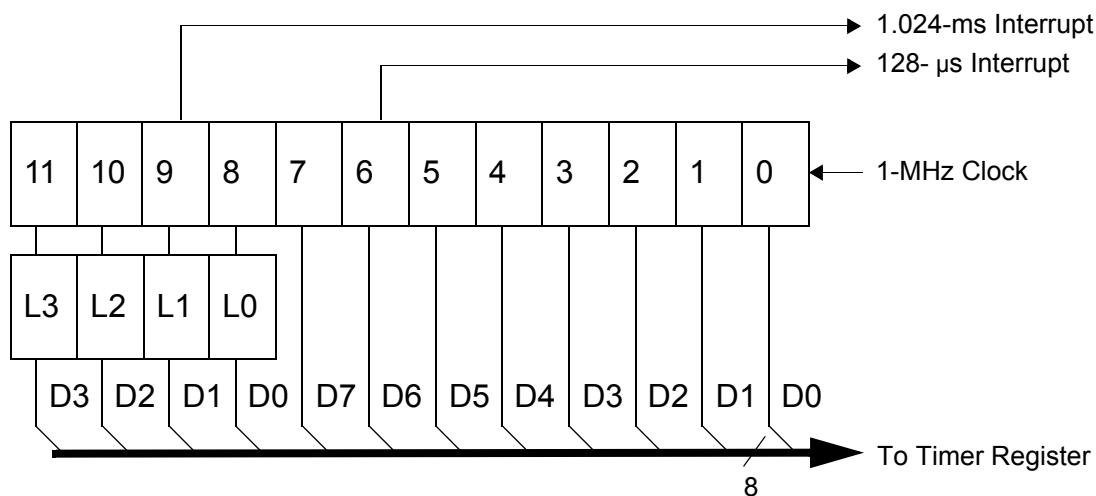 1.024-ms Interrupt
128- µs Interrupt
11 10 9 8 7 6 5 4 3 2 1 0
1-MHz Clock
L3 L2 L1 L0
D3 D2 D1 D0 D7 D6 D5 D4 D3 D2 D1 D0
To Timer Register
8